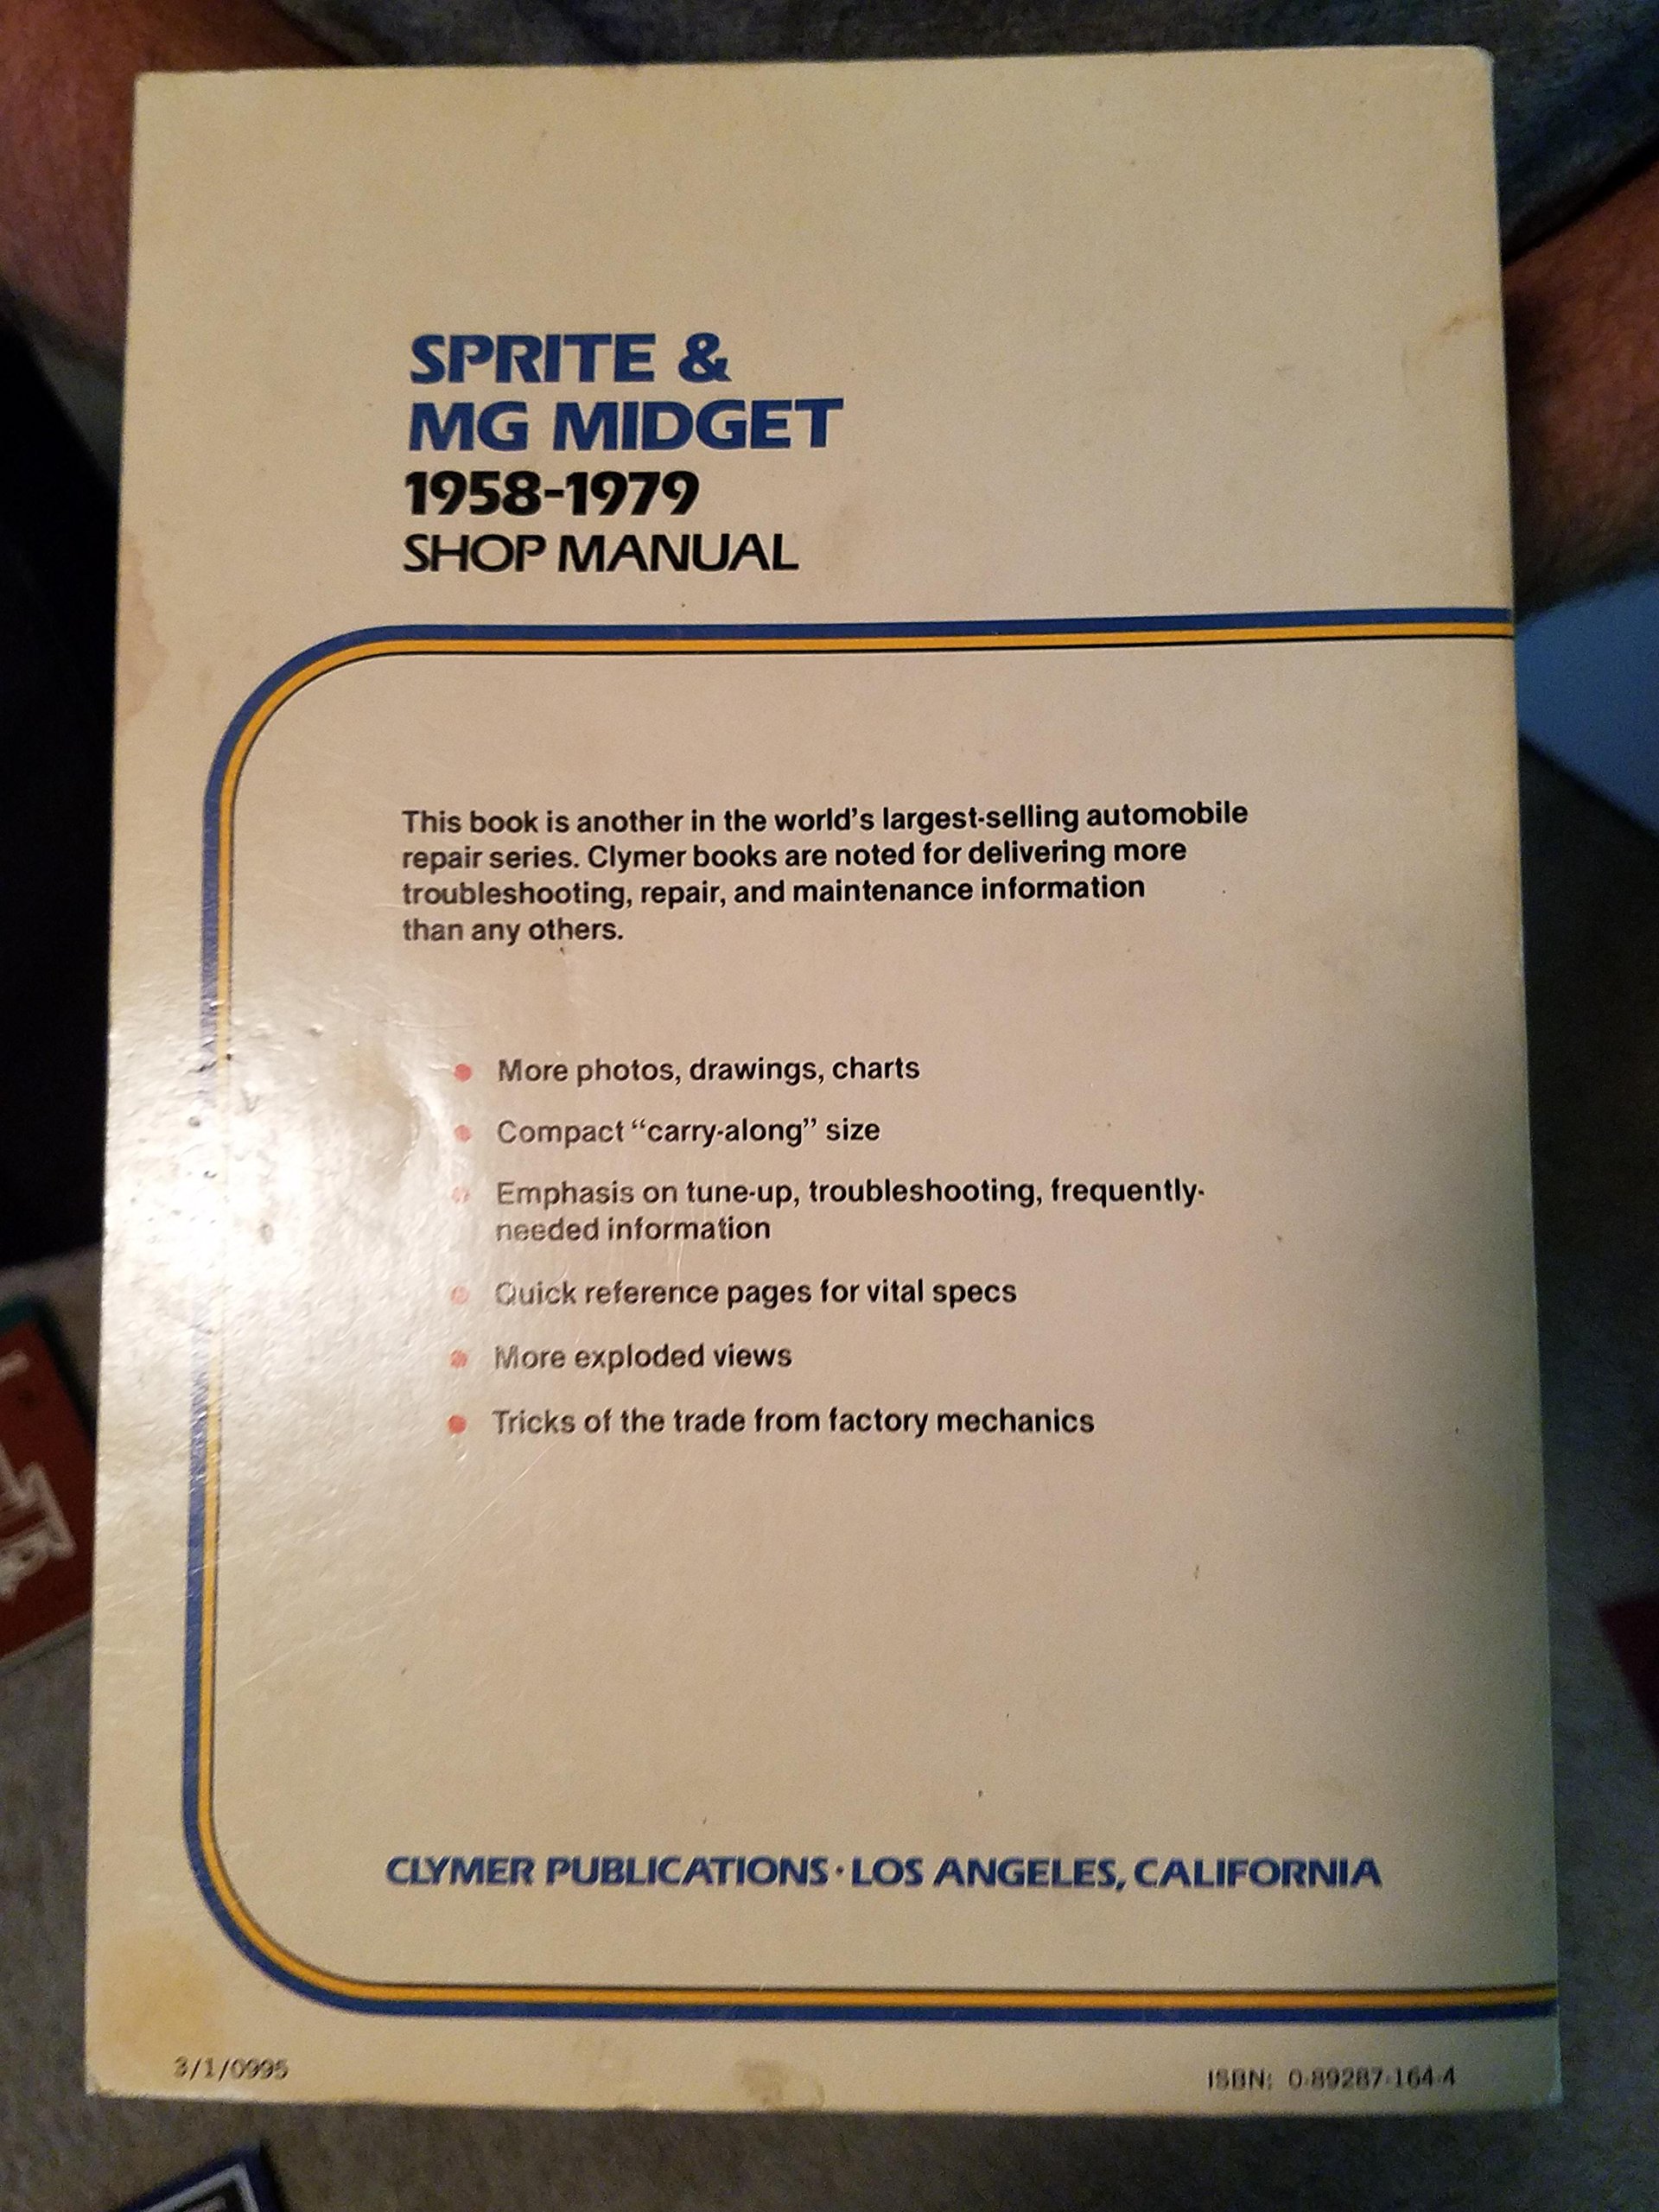 SPRITE &
MG MIDGET
1958-1979
SHOP MANUAL
This book is another in the world's largest-selling automobile
repair series. Clymer books are noted for delivering more
troubleshooting, repair, and maintenance information
than any others.
● More photos, drawings, charts
● Compact “carry-along” size
● Emphasis on tune-up, troubleshooting, frequently-
needed information
● Quick reference pages for vital specs
● More exploded views
● Tricks of the trade from factory mechanics
CLYMER PUBLICATIONS · LOS ANGELES, CALIFORNIA
3/1/0995
ISBN: 0-89287-164-4